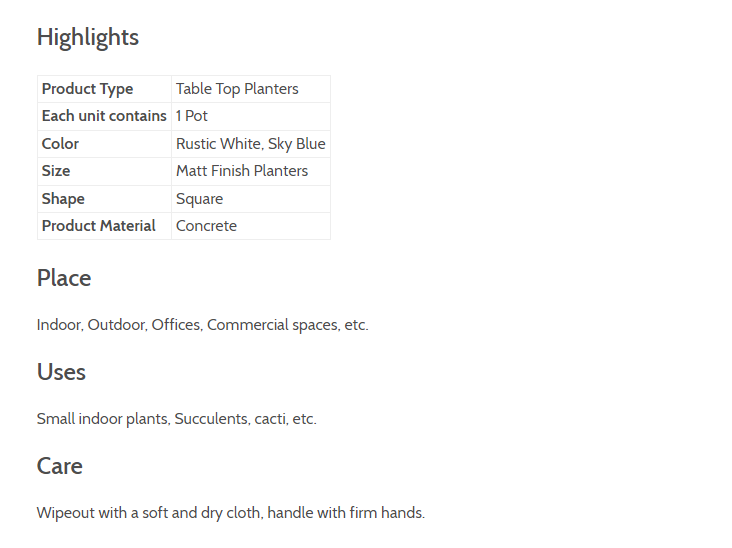 Highlights
Product Type Table Top Planters
Each unit contains 1 Pot
Color Rustic White, Sky Blue
Size Matt Finish Planters
Shape Square
Product Material Concrete
Place
Indoor, Outdoor, Offices, Commercial spaces, etc.
Uses
Small indoor plants, Succulents, cacti, etc.
Care
Wipeout with a soft and dry cloth, handle with firm hands.